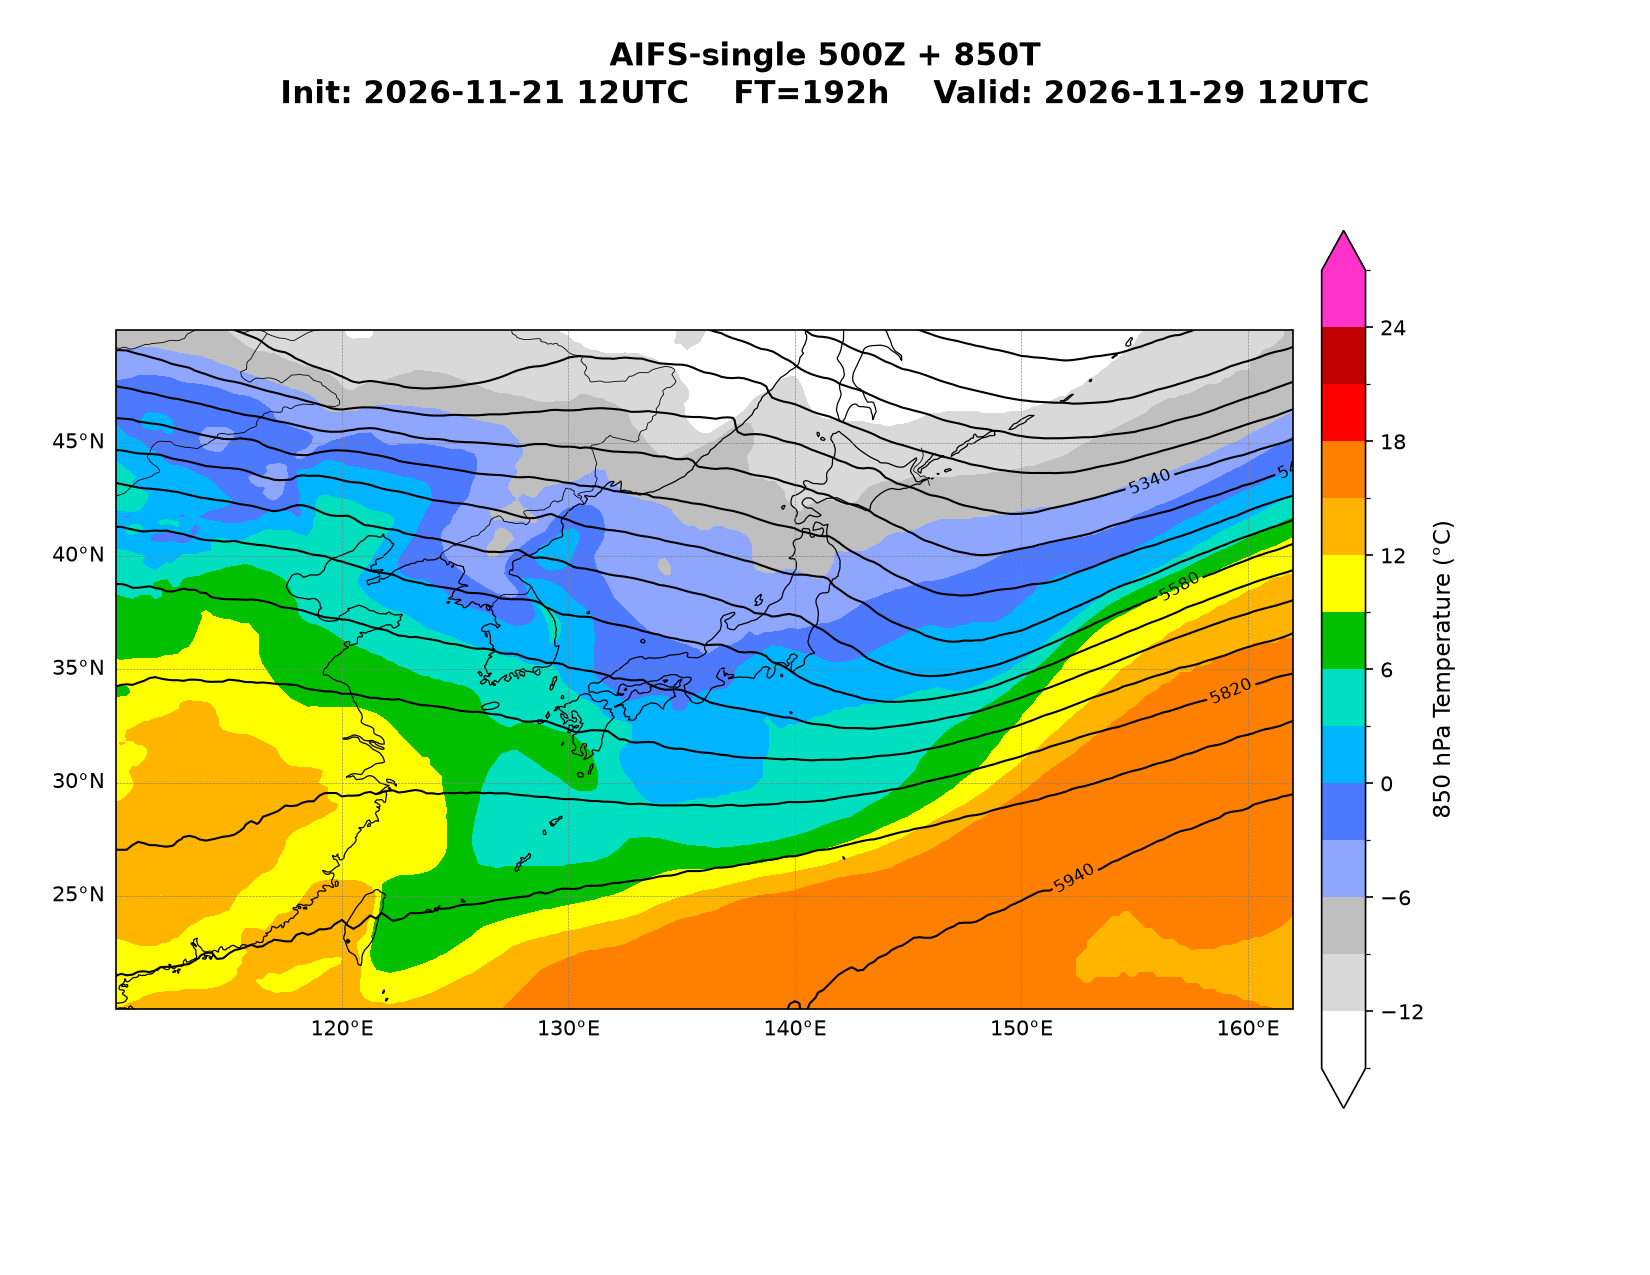 AIFS-single 500Z + 850T
Init: 2026-11-21 12UTC    FT=192h    Valid: 2026-11-29 12UTC
45°N
40°N
35°N
30°N
25°N
120°E
130°E
140°E
150°E
160°E
5340
5580
5820
5940
24
18
12
6
0
−6
−12
850 hPa Temperature (°C)